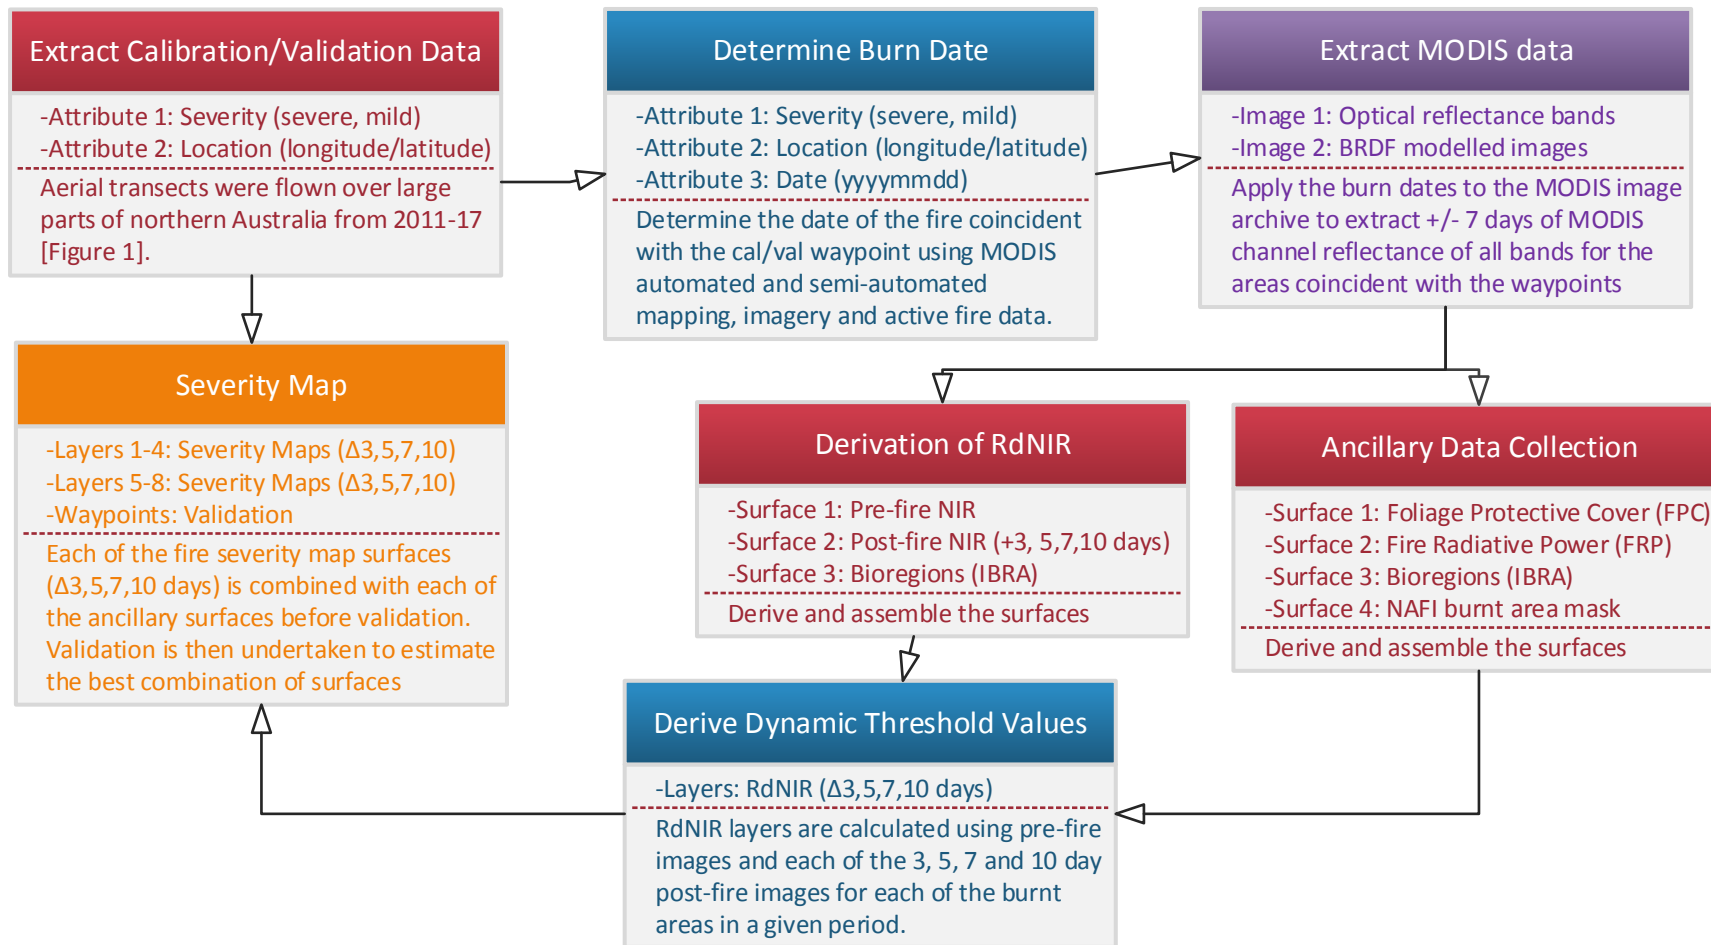 Extract Calibration/Validation Data
-Attribute 1: Severity (severe, mild)
-Attribute 2: Location (longitude/latitude)
Aerial transects were flown over large
parts of northern Australia from 2011-17
[Figure 1].
Determine Burn Date
-Attribute 1: Severity (severe, mild)
-Attribute 2: Location (longitude/latitude)
-Attribute 3: Date (yyyymmdd)
Determine the date of the fire coincident
with the cal/val waypoint using MODIS
automated and semi-automated
mapping, imagery and active fire data.
Extract MODIS data
-Image 1: Optical reflectance bands
-Image 2: BRDF modelled images
Apply the burn dates to the MODIS image
archive to extract +/- 7 days of MODIS
channel reflectance of all bands for the
areas coincident with the waypoints
Severity Map
-Layers 1-4: Severity Maps (Δ3,5,7,10)
-Layers 5-8: Severity Maps (Δ3,5,7,10)
-Waypoints: Validation
Each of the fire severity map surfaces
(Δ3,5,7,10 days) is combined with each of
the ancillary surfaces before validation.
Validation is then undertaken to estimate
the best combination of surfaces
Derivation of RdNIR
-Surface 1: Pre-fire NIR
-Surface 2: Post-fire NIR (+3, 5,7,10 days)
-Surface 3: Bioregions (IBRA)
Derive and assemble the surfaces
Ancillary Data Collection
-Surface 1: Foliage Protective Cover (FPC)
-Surface 2: Fire Radiative Power (FRP)
-Surface 3: Bioregions (IBRA)
-Surface 4: NAFI burnt area mask
Derive and assemble the surfaces
Derive Dynamic Threshold Values
-Layers: RdNIR (Δ3,5,7,10 days)
RdNIR layers are calculated using pre-fire
images and each of the 3, 5, 7 and 10 day
post-fire images for each of the burnt
areas in a given period.